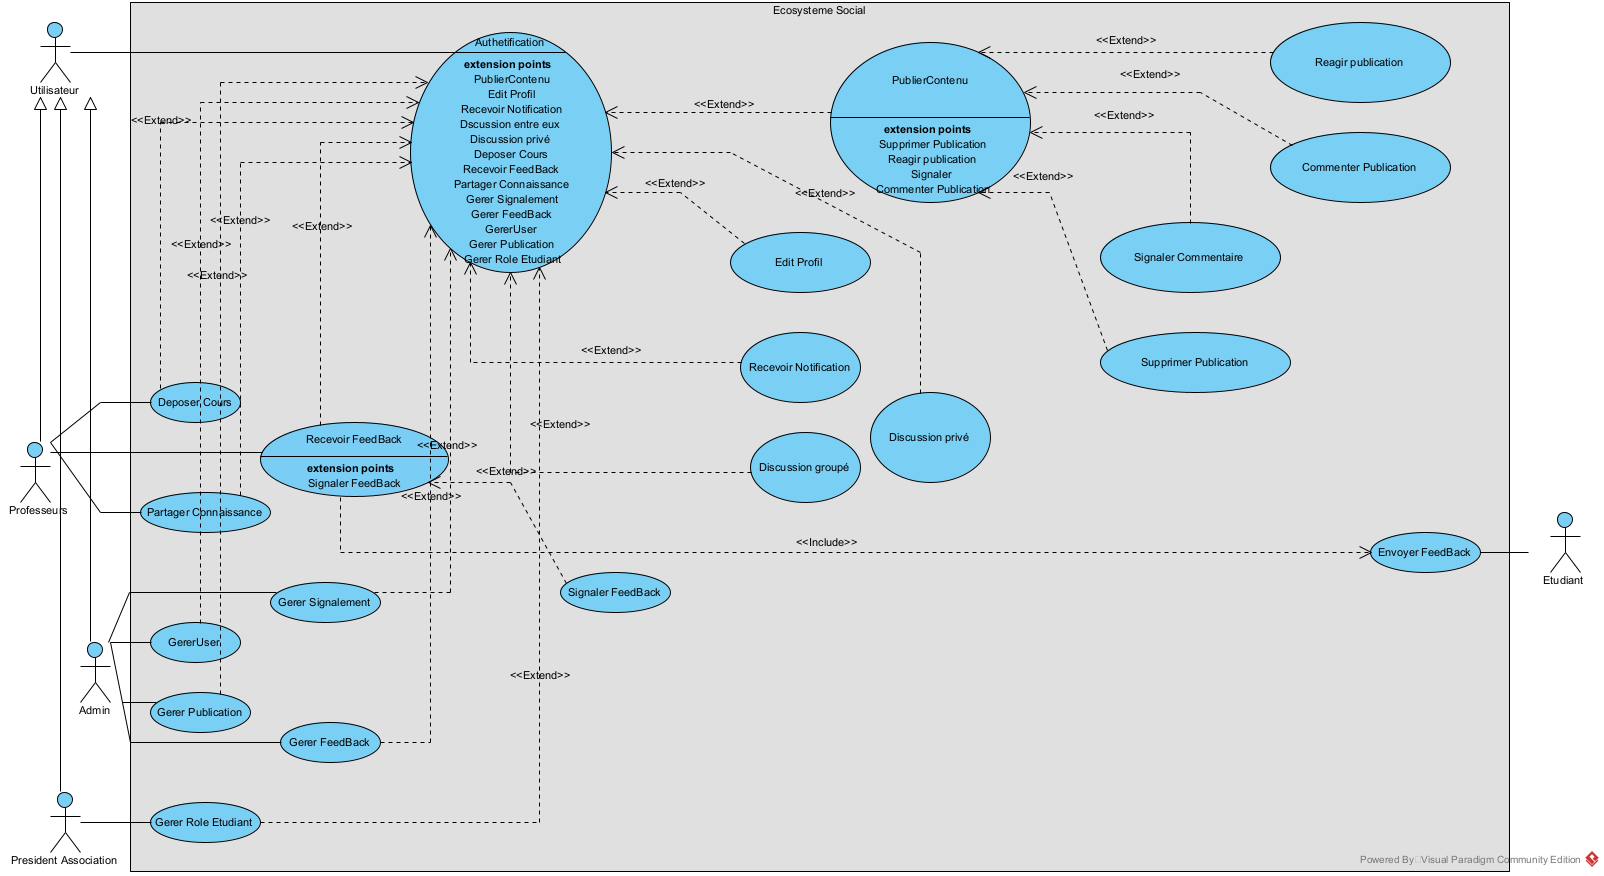 Ecosysteme Social
Utilisateur
Authetification
extension points
PublierContenu
Edit Profil
Recevoir Notification
Dscussion entre eux
Discussion privé
Deposer Cours
Recevoir FeedBack
Partager Connaissance
Gerer Signalement
Gerer FeedBack
GererUser
Gerer Publication
Gerer Role Etudiant
PublierContenu
extension points
Supprimer Publication
Reagir publication
Signaler
Commenter Publication
<<Extend>>
Reagir publication
<<Extend>>
Commenter Publication
<<Extend>>
Signaler Commentaire
<<Extend>>
Supprimer Publication
<<Extend>>
<<Extend>>
<<Extend>>
Edit Profil
<<Extend>>
<<Extend>>
<<Extend>>
<<Extend>>
<<Extend>>
<<Extend>>
Recevoir Notification
<<Extend>>
Discussion privé
Deposer Cours
Recevoir FeedBack
extension points
Signaler FeedBack
<<Extend>>
<<Extend>>
Discussion groupé
<<Extend>>
<<Extend>>
Professeurs
Partager Connaissance
<<Include>>
Envoyer FeedBack
Etudiant
Signaler FeedBack
Gerer Signalement
GererUser
Admin
<<Extend>>
Gerer Publication
Gerer FeedBack
Gerer Role Etudiant
President Association
Powered By Visual Paradigm Community Edition